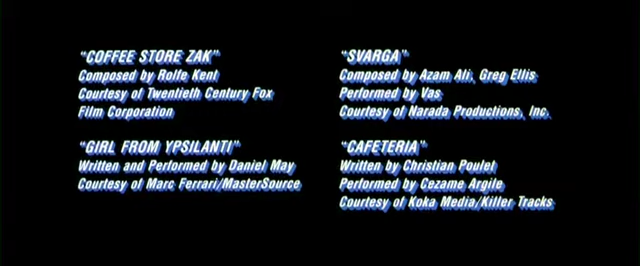 "COFFEE STORE ZAK"
Composed by Rolfe Kent
Courtesy of Twentieth Century Fox
Film Corporation
"GIRL FROM YPSILANTI"
Written and Performed by Daniel May
Courtesy of Marc Ferrari/MasterSource
"SVARGA"
Composed by Azam Ali, Greg Ellis
Performed by Vas
Courtesy of Narada Productions, Inc.
"CAFETERIA"
Written by Christian Poulet
Performed by Cezame Argile
Courtesy of Koka Media/Killer Tracks